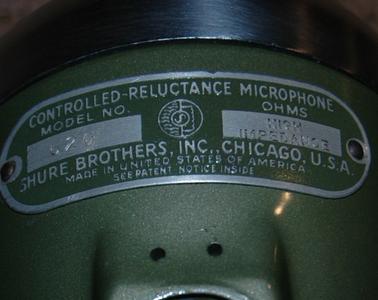 CONTROLLED-RELUCTANCE MICROPHONE
MODEL NO.
OHMS
HIGH
IMPEDANCE
SHURE BROTHERS, INC., CHICAGO, U.S.A.
MADE IN UNITED STATES OF AMERICA
SEE PATENT NOTICE INSIDE